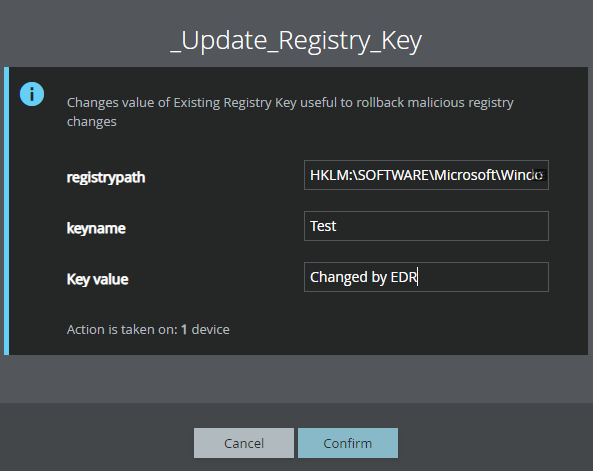 _Update_Registry_Key
i
Changes value of Existing Registry Key useful to rollback malicious registry
changes
registrypath
HKLM:\SOFTWARE\Microsoft\Windo
keyname
Test
Key value
Changed by EDR
Action is taken on: 1 device
Cancel
Confirm